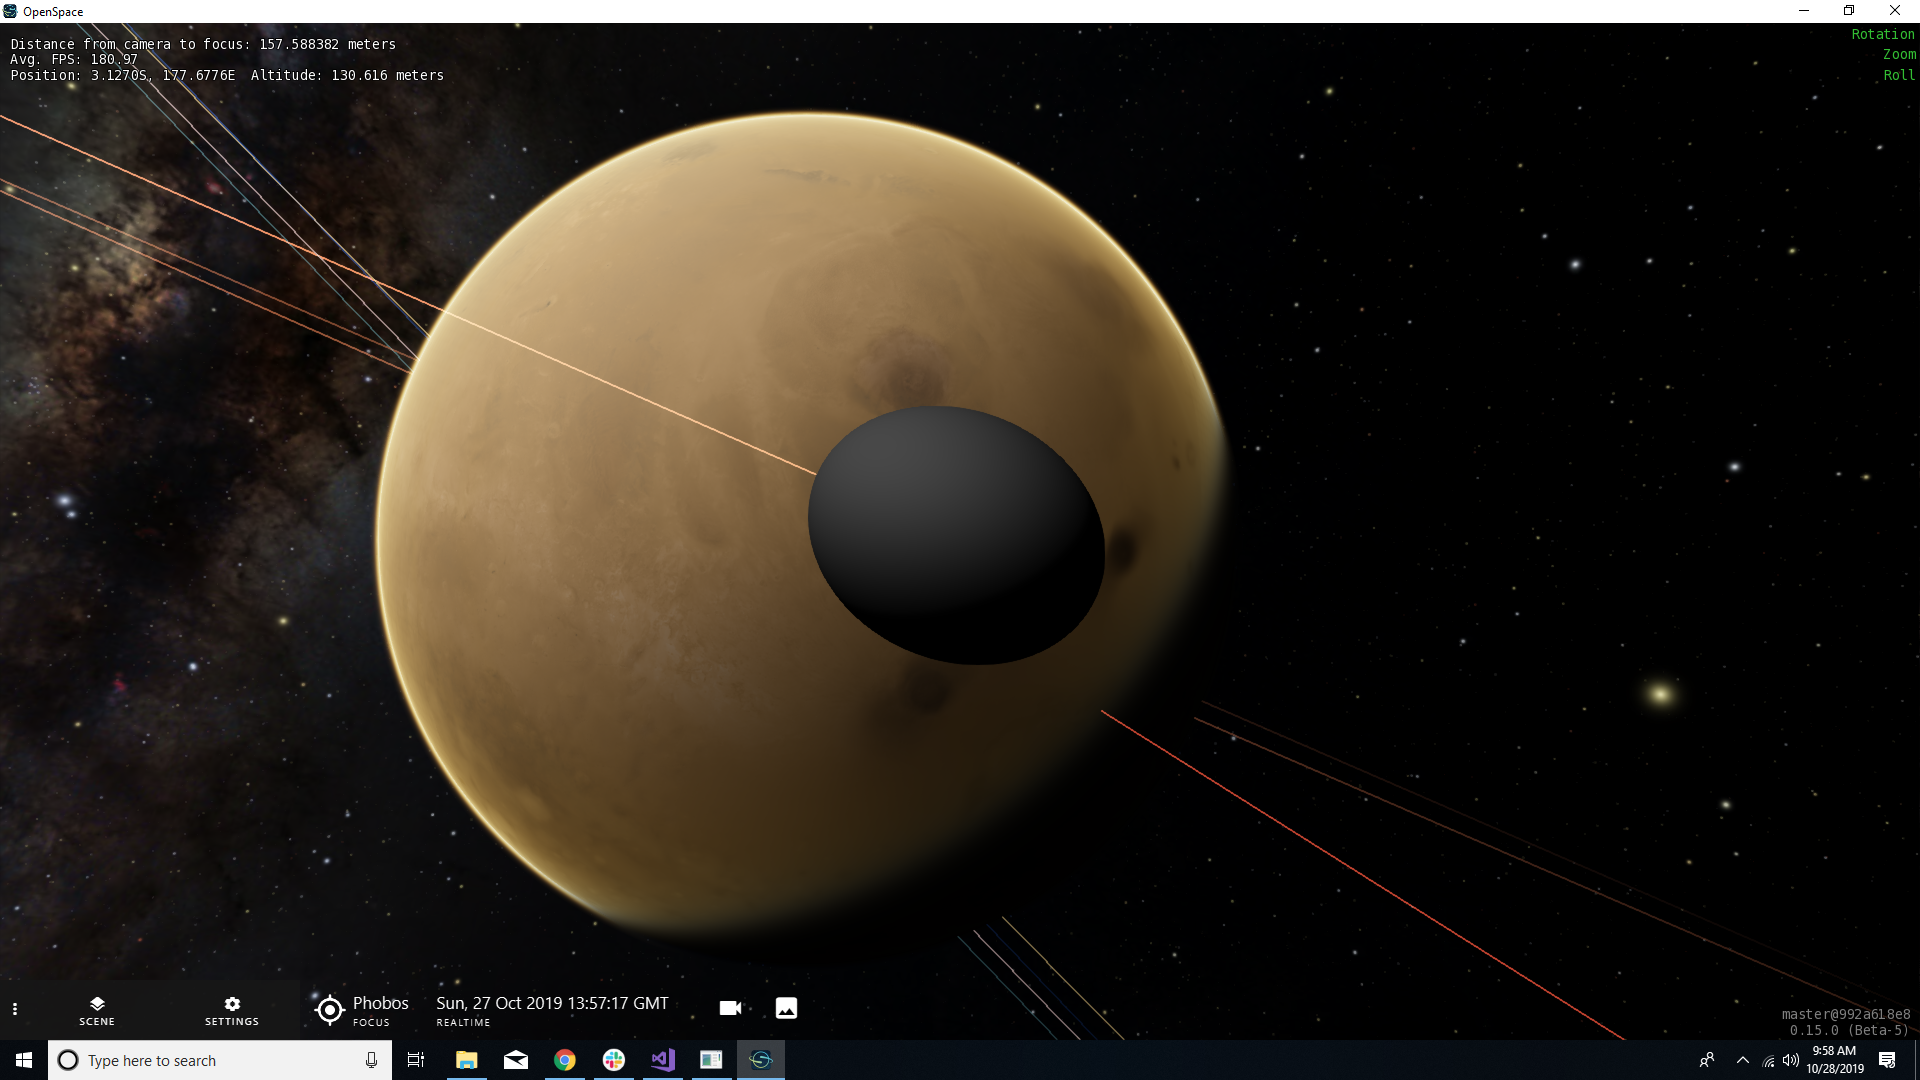 OpenSpace
Distance from camera to focus: 157.588382 meters
Avg. FPS: 180.97
Position: 3.1270S, 177.6776E  Altitude: 130.616 meters
Rotation
Zoom
Roll
SCENE
SETTINGS
Phobos
FOCUS
Sun, 27 Oct 2019 13:57:17 GMT
REALTIME
master@992a618e8
0.15.0 (Beta-5)
Type here to search
9:58 AM
10/28/2019